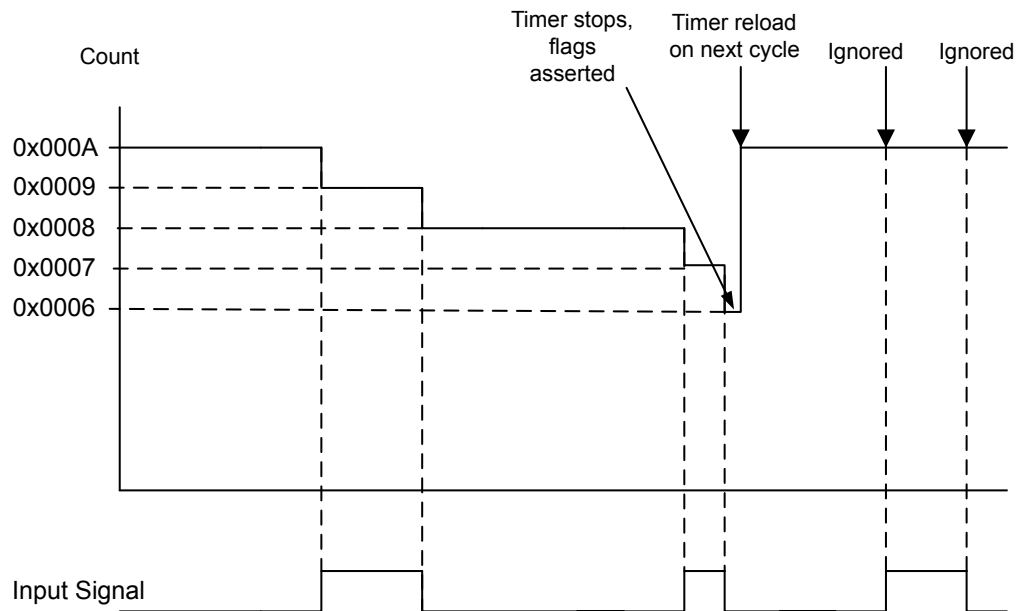 Timer stops,
flags
asserted
Timer reload
on next cycle
Ignored
Ignored
Count
0x000A
0x0009
0x0008
0x0007
0x0006
Input Signal